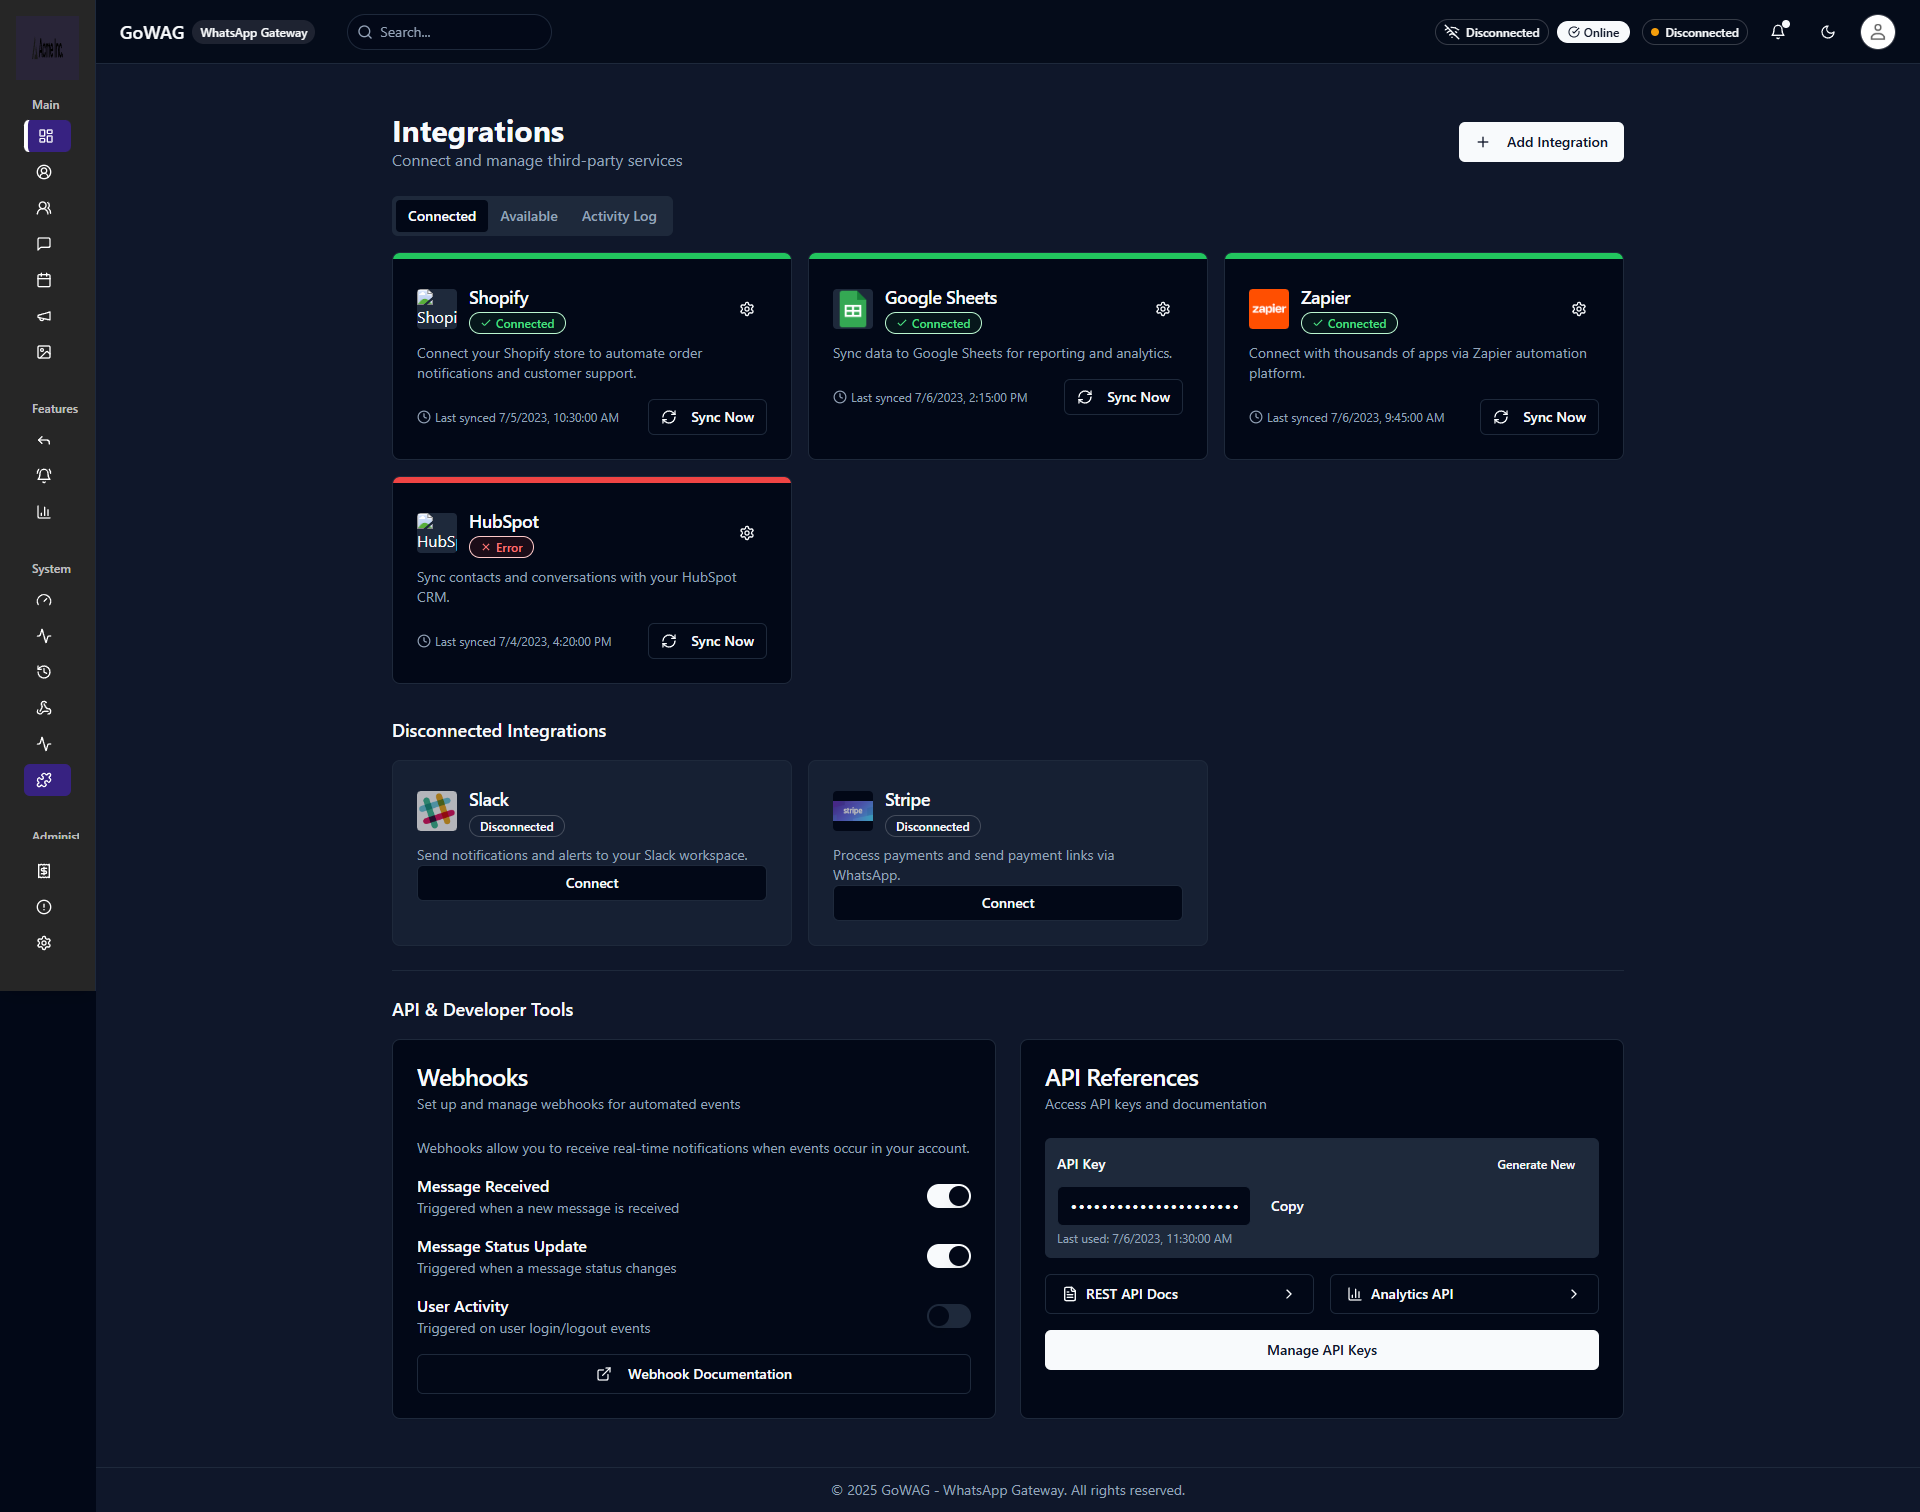 Acme Inc.
GoWAG
WhatsApp Gateway
Search...
Disconnected
Online
Disconnected
Main
Features
System
Administ
Integrations
Connect and manage third-party services
Add Integration
Connected
Available
Activity Log
Shopi
Shopify
Connected
Connect your Shopify store to automate order
notifications and customer support.
Last synced 7/5/2023, 10:30:00 AM
Sync Now
Google Sheets
Connected
Sync data to Google Sheets for reporting and analytics.
Last synced 7/6/2023, 2:15:00 PM
Sync Now
zapier
Zapier
Connected
Connect with thousands of apps via Zapier automation
platform.
Last synced 7/6/2023, 9:45:00 AM
Sync Now
HubSp
HubSpot
Error
Sync contacts and conversations with your HubSpot
CRM.
Last synced 7/4/2023, 4:20:00 PM
Sync Now
Disconnected Integrations
Slack
Disconnected
Send notifications and alerts to your Slack workspace.
Connect
stripe
Stripe
Disconnected
Process payments and send payment links via
WhatsApp.
Connect
API & Developer Tools
Webhooks
Set up and manage webhooks for automated events
Webhooks allow you to receive real-time notifications when events occur in your account.
Message Received
Triggered when a new message is received
Message Status Update
Triggered when a message status changes
User Activity
Triggered on user login/logout events
Webhook Documentation
API References
Access API keys and documentation
API Key
Generate New
••••••••••••••••••••••
Copy
Last used: 7/6/2023, 11:30:00 AM
REST API Docs
Analytics API
Manage API Keys
© 2025 GoWAG - WhatsApp Gateway. All rights reserved.